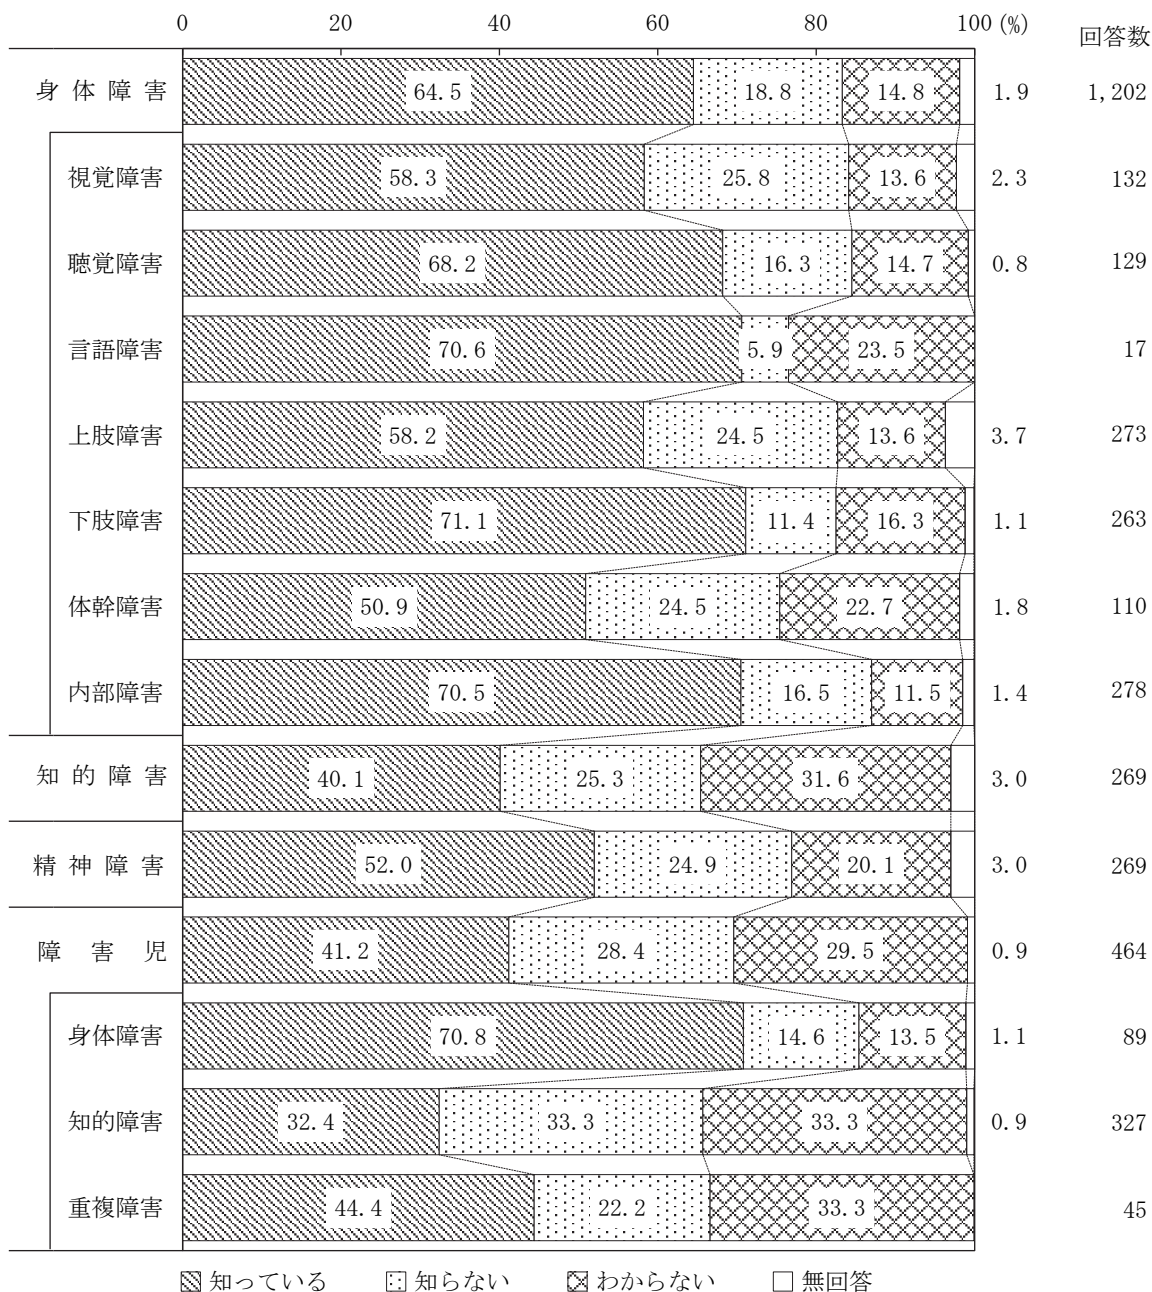 0 20 40 60 80 100 (%) 回答数
身体障害 64.5 18.8 14.8 1.9 1,202
視覚障害 58.3 25.8 13.6 2.3 132
聴覚障害 68.2 16.3 14.7 0.8 129
言語障害 70.6 5.9 23.5 17
上肢障害 58.2 24.5 13.6 3.7 273
下肢障害 71.1 11.4 16.3 1.1 263
体幹障害 50.9 24.5 22.7 1.8 110
内部障害 70.5 16.5 11.5 1.4 278
知的障害 40.1 25.3 31.6 3.0 269
精神障害 52.0 24.9 20.1 3.0 269
障害児 41.2 28.4 29.5 0.9 464
身体障害 70.8 14.6 13.5 1.1 89
知的障害 32.4 33.3 33.3 0.9 327
重複障害 44.4 22.2 33.3 45
知っている 知らない わからない 無回答